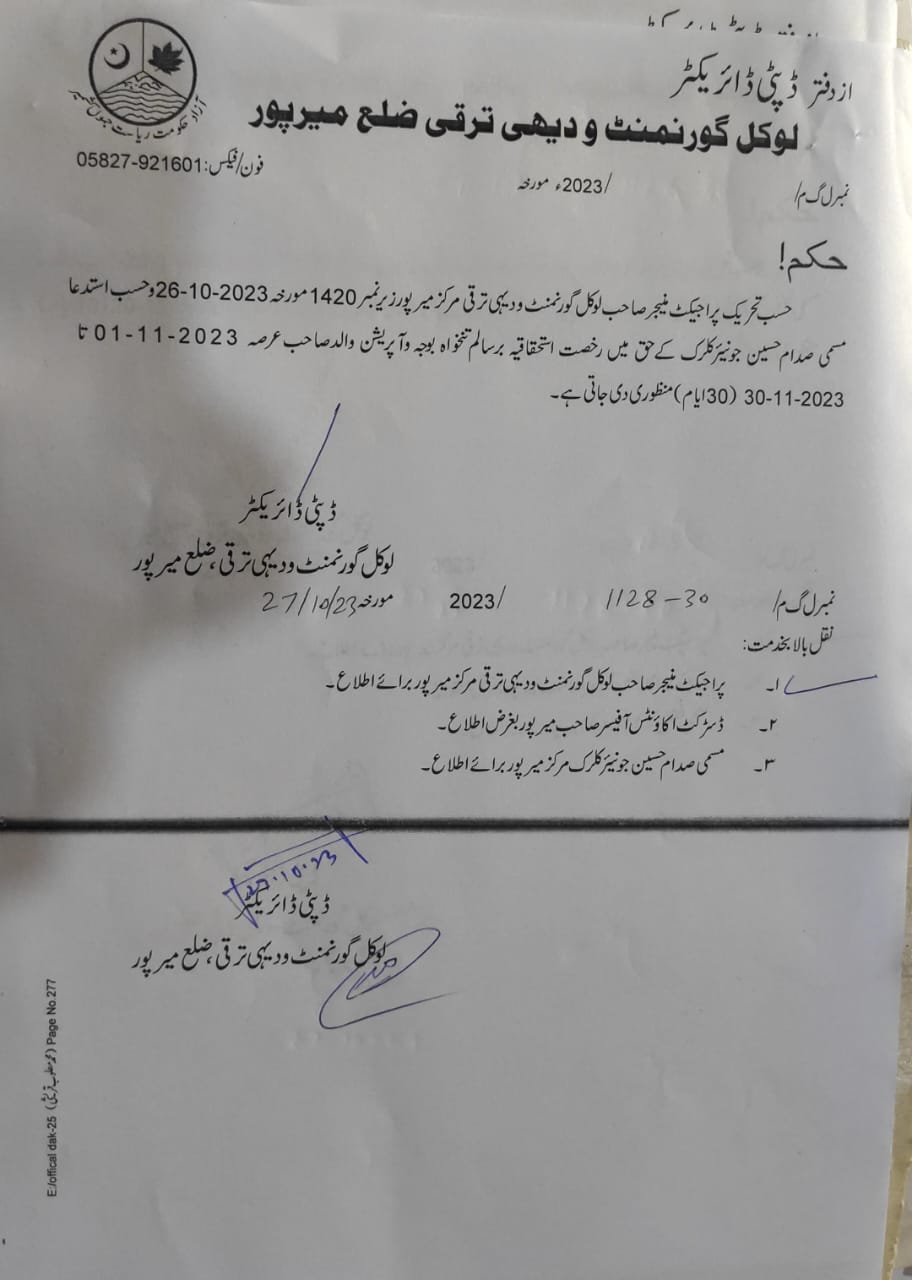 از دفتر ڈپٹی ڈائریکٹر
لوکل گورنمنٹ و دیہی ترقی ضلع میرپور
آزاد حکومت ریاست جموں کشمیر
فون/فیکس: 05827-921601
نمبر ل گ م/ /2023ء مورخہ
حکم!
حسب تحریک پراجیکٹ منیجر صاحب لوکل گورنمنٹ و دیہی ترقی مرکز میرپور زیر نمبر 1420 مورخہ 26-10-2023 و حسب استدعا
مسمی صدام حسین جونیئر کلرک کے حق میں رخصت استحقاقیہ بر سالم تنخواہ بوجہ و آپریشن والد صاحب عرصہ 01-11-2023 تا
30-11-2023 (30 ایام) منظوری دی جاتی ہے۔
ڈپٹی ڈائریکٹر
لوکل گورنمنٹ و دیہی ترقی، ضلع میرپور
نمبر ل گ م/ 1128-30 /2023 مورخہ 27/10/23
نقل بالا بخدمت:
۱۔ پراجیکٹ منیجر صاحب لوکل گورنمنٹ و دیہی ترقی مرکز میرپور برائے اطلاع۔
۲۔ ڈسٹرکٹ اکاؤنٹس آفیسر صاحب میرپور بغرض اطلاع۔
۳۔ مسمی صدام حسین جونیئر کلرک مرکز میرپور برائے اطلاع۔
27.10.23
ڈپٹی ڈائریکٹر
لوکل گورنمنٹ و دیہی ترقی، ضلع میرپور
E:/offical dak-25 Page No.277